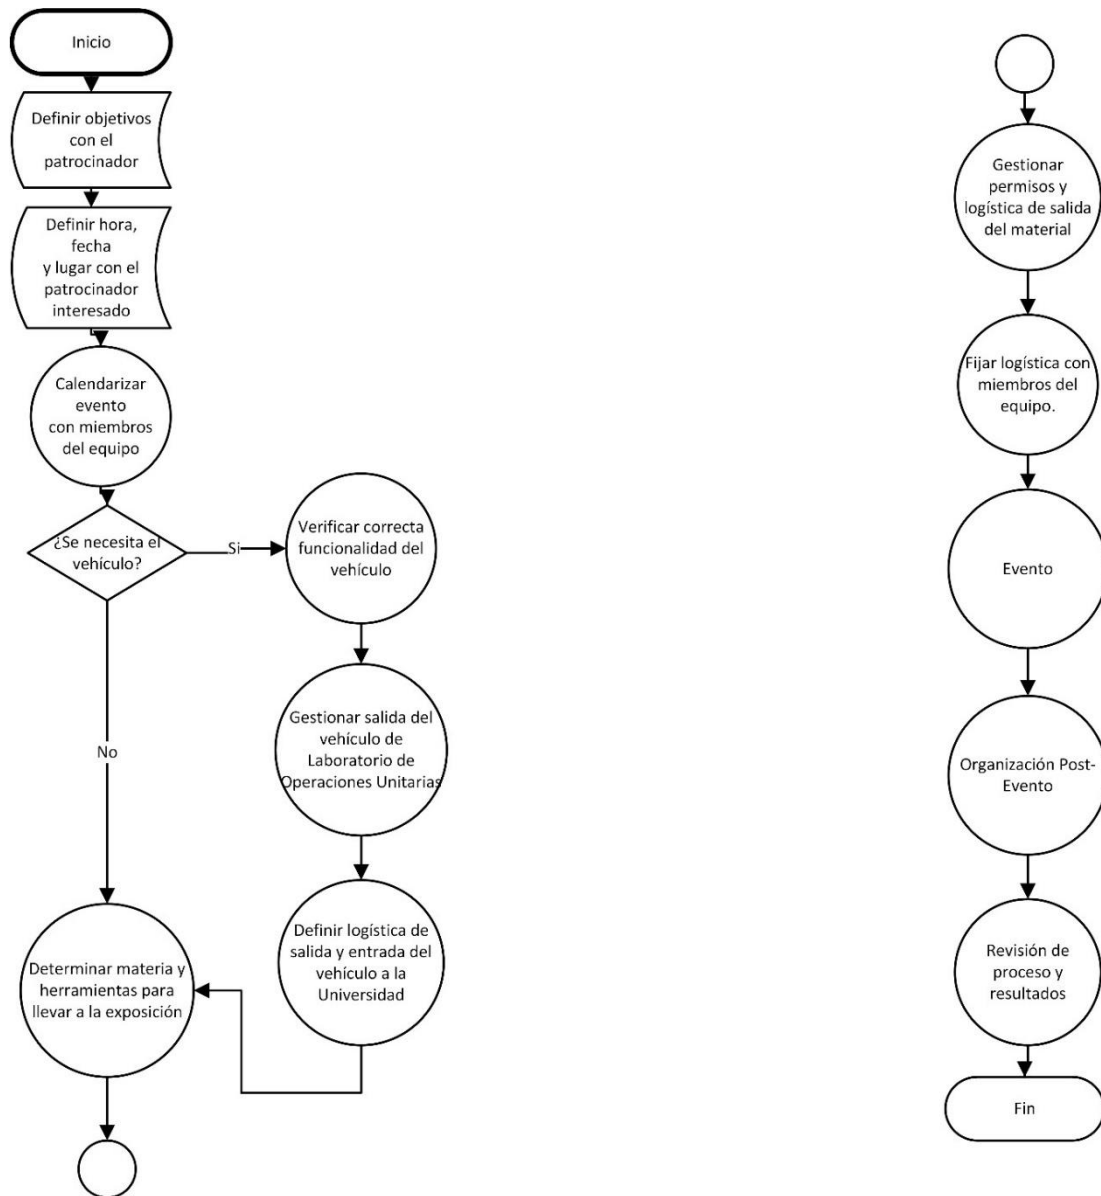 Inicio
Definir objetivos
con el
patrocinador
Definir hora,
fecha
y lugar con el
patrocinador
interesado
Calendarizar
evento
con miembros
del equipo
¿Se necesita el
vehículo?
Si
Verificar correcta
funcionalidad del
vehículo
Gestionar salida del
vehículo de
Laboratorio de
Operaciones Unitarias
Definir logística de
salida y entrada del
vehículo a la
Universidad
No
Determinar materia y
herramientas para
llevar a la exposición
Gestionar
permisos y
logística de salida
del material
Fijar logística con
miembros del
equipo.
Evento
Organización Post-
Evento
Revisión de
proceso y
resultados
Fin